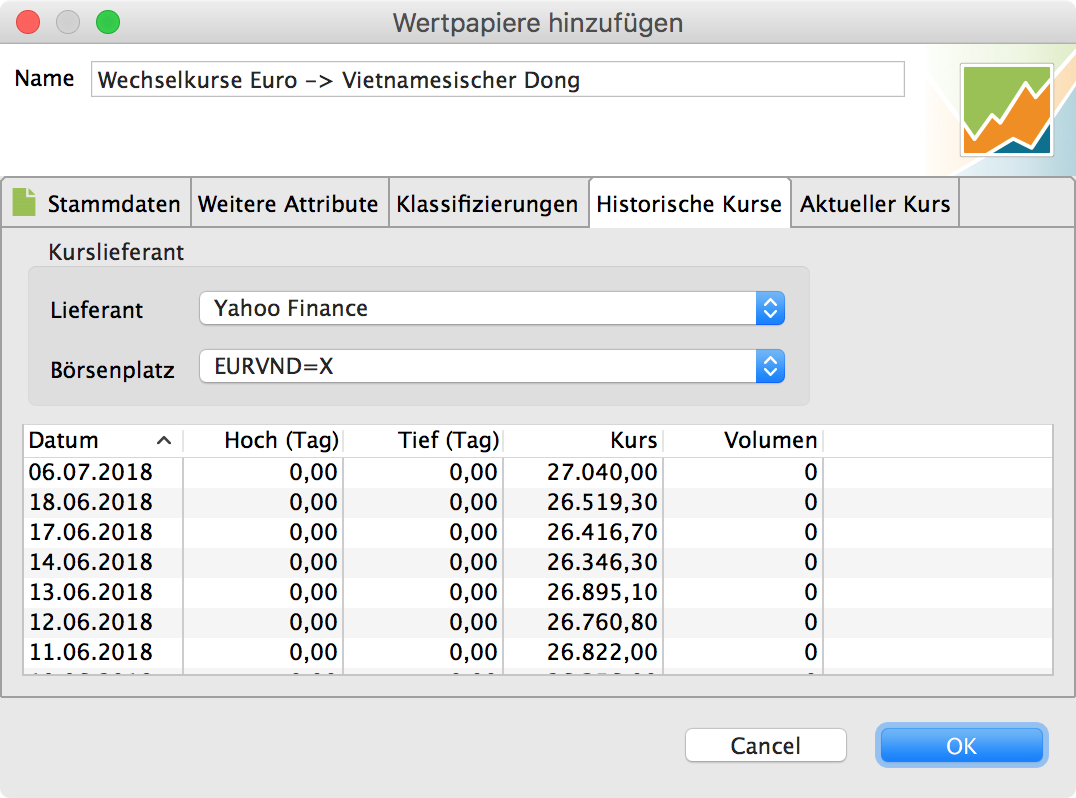 Wertpapiere hinzufügen
Name Wechselkurse Euro -> Vietnamesischer Dong
Stammdaten Weitere Attribute Klassifizierungen Historische Kurse Aktueller Kurs
Kurslieferant
Lieferant Yahoo Finance
Börsenplatz EURVND=X
Datum Hoch (Tag) Tief (Tag) Kurs Volumen
06.07.2018 0,00 0,00 27.040,00 0
18.06.2018 0,00 0,00 26.519,30 0
17.06.2018 0,00 0,00 26.416,70 0
14.06.2018 0,00 0,00 26.346,30 0
13.06.2018 0,00 0,00 26.895,10 0
12.06.2018 0,00 0,00 26.760,80 0
11.06.2018 0,00 0,00 26.822,00 0
Cancel OK